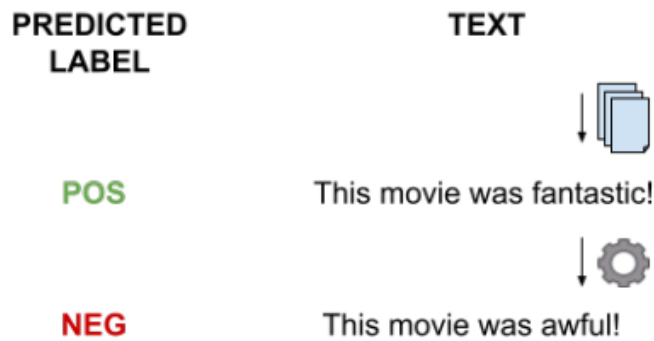 PREDICTED LABEL
TEXT
POS
This movie was fantastic!
NEG
This movie was awful!